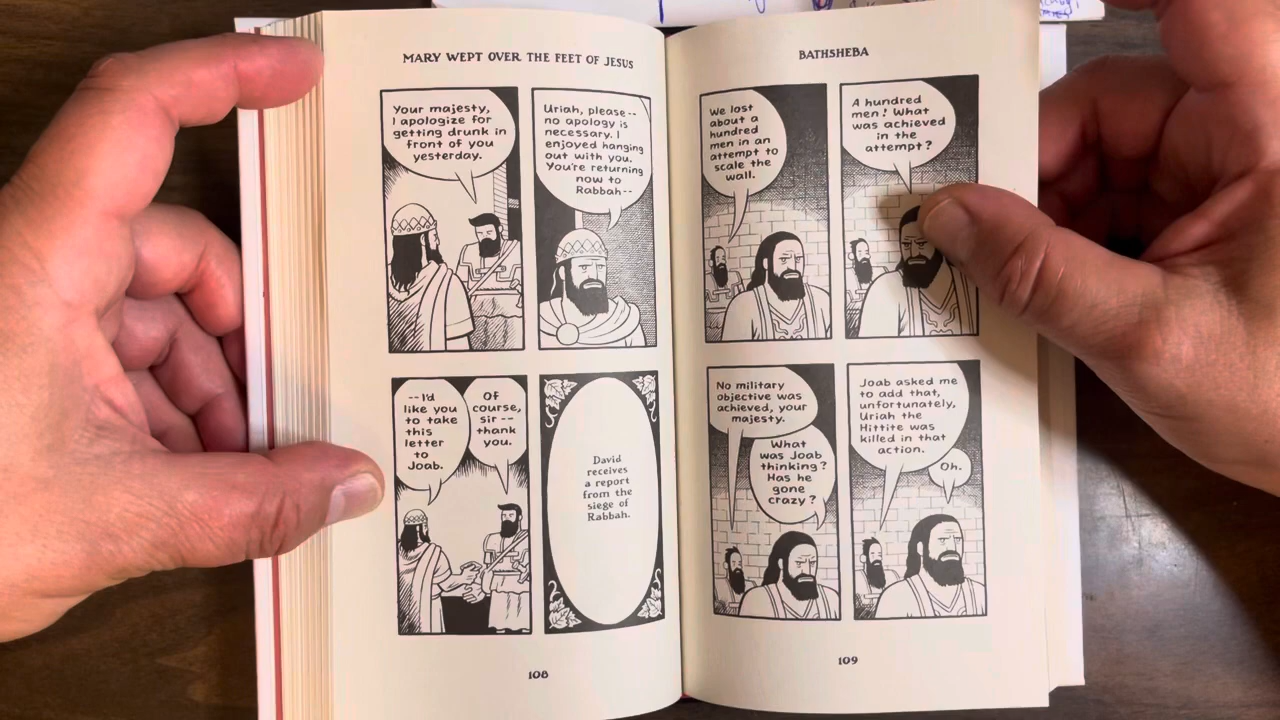 MARY WEPT OVER THE FEET OF JESUS
Your majesty,
I apologize for
getting drunk in
front of you
yesterday.
Uriah, please--
no apology is
necessary. I
enjoyed hanging
out with you.
You're returning
now to
Rabbah--
--I'd
like you
to take
this
letter
to
Joab.
Of
course,
sir--
thank
you.
David
receives
a report
from the
siege of
Rabbah.
108
BATHSHEBA
We lost
about a
hundred
men in an
attempt to
scale the
wall.
A hundred
men! What
was achieved
in the
attempt?
No military
objective was
achieved, your
majesty.
What
was Joab
thinking?
Has he
gone
crazy?
Joab asked me
to add that,
unfortunately,
Uriah the
Hittite was
killed in that
action.
Oh.
109